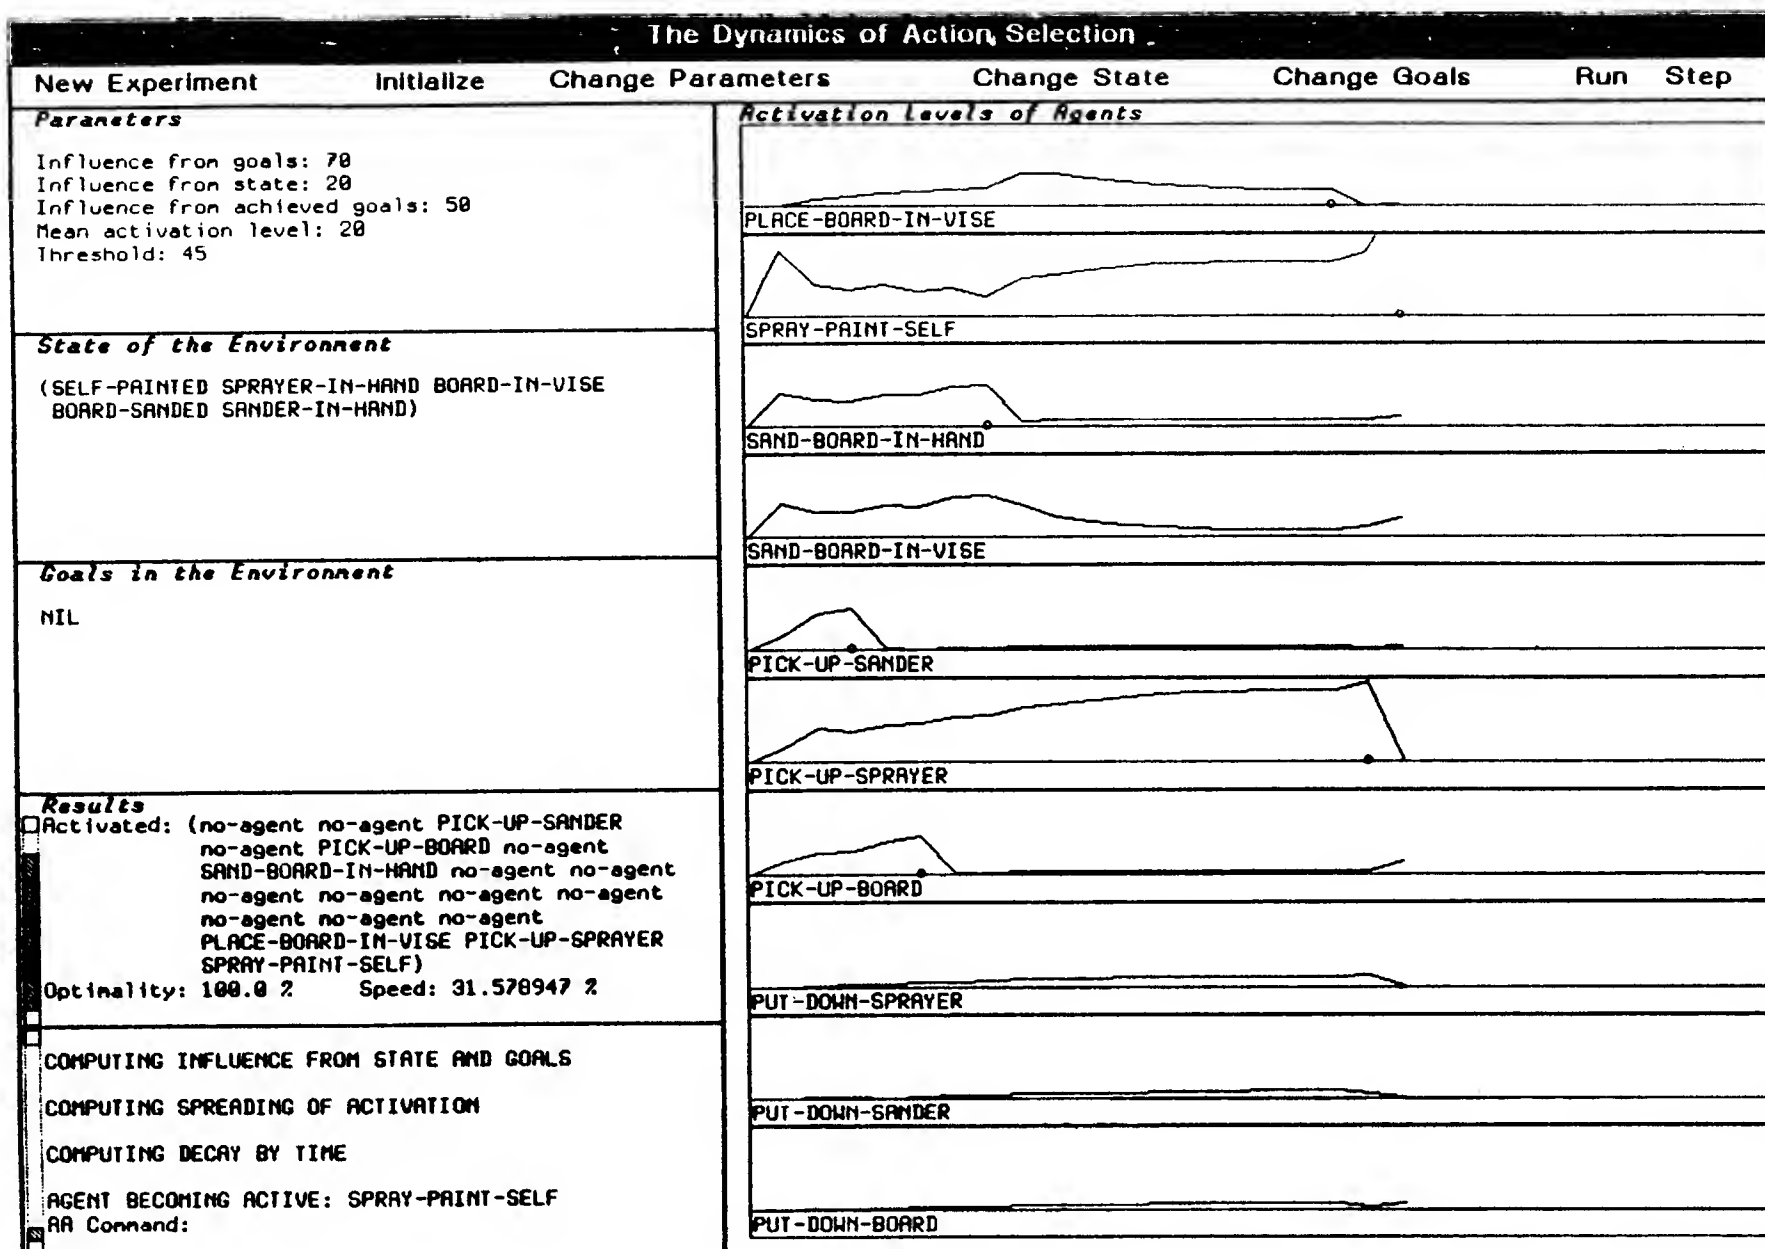 The Dynamics of Action Selection
New Experiment Initialize Change Parameters Change State Change Goals Run Step
Parameters
Influence from goals: 70
Influence from state: 20
Influence from achieved goals: 50
Mean activation level: 20
Threshold: 45
State of the Environment
(SELF-PAINTED SPRAYER-IN-HAND BOARD-IN-VISE
BOARD-SANDED SANDER-IN-HAND)
Goals in the Environment
NIL
Results
Activated: (no-agent no-agent PICK-UP-SANDER
no-agent PICK-UP-BOARD no-agent
SAND-BOARD-IN-HAND no-agent no-agent
no-agent no-agent no-agent no-agent
no-agent no-agent no-agent
PLACE-BOARD-IN-VISE PICK-UP-SPRAYER
SPRAY-PAINT-SELF)
Optimality: 100.0 % Speed: 31.578947 %
COMPUTING INFLUENCE FROM STATE AND GOALS
COMPUTING SPREADING OF ACTIVATION
COMPUTING DECAY BY TIME
AGENT BECOMING ACTIVE: SPRAY-PAINT-SELF
AA Command:
Activation Levels of Agents
PLACE-BOARD-IN-VISE
SPRAY-PAINT-SELF
SAND-BOARD-IN-HAND
SAND-BOARD-IN-VISE
PICK-UP-SANDER
PICK-UP-SPRAYER
PICK-UP-BOARD
PUT-DOWN-SPRAYER
PUT-DOWN-SANDER
PUT-DOWN-BOARD